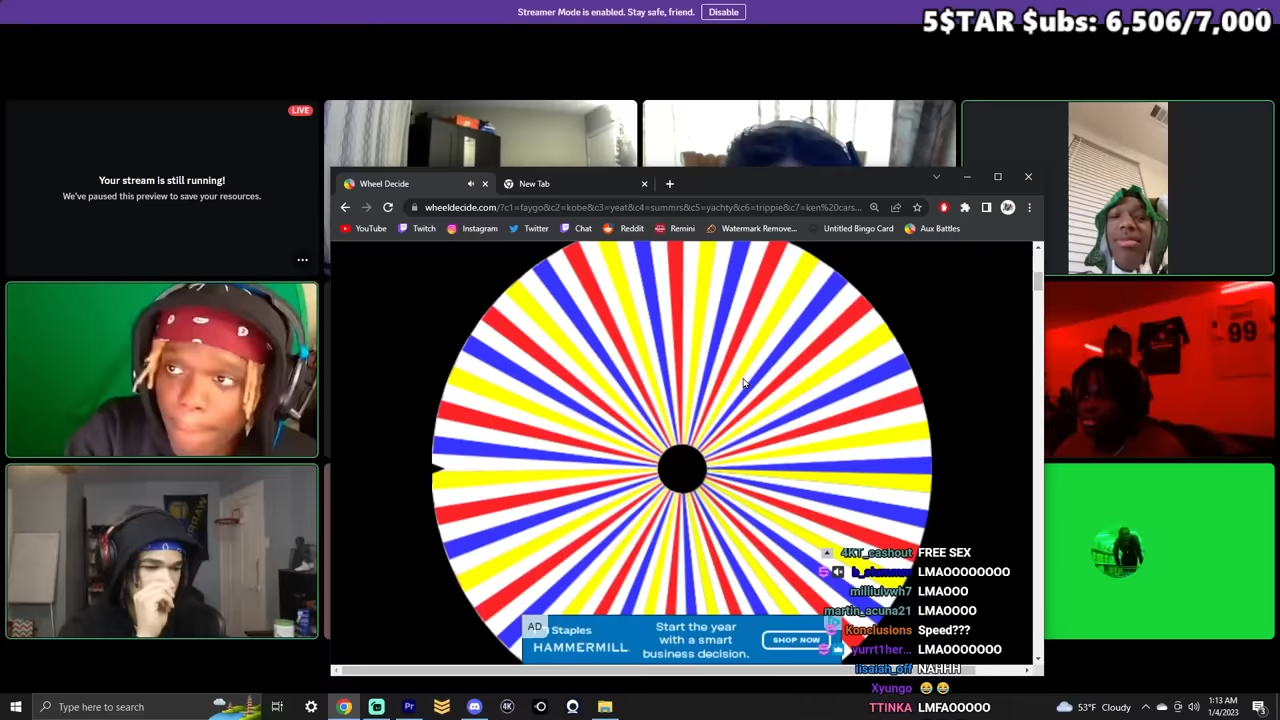 Streamer Mode is enabled. Stay safe, friend.
Disable
5$TAR $ubs: 6,506/7,000
LIVE
Your stream is still running!
We've paused this preview to save your resources.
Wheel Decide
New Tab
wheeldecide.com/?c1=faygo&c2=kobe&c3=yeat&c4=summrs&c5=yachty&c6=trippie&c7=ken%20cars...
YouTube
Twitch
Instagram
Twitter
Chat
Reddit
Remini
Watermark Remove...
Untitled Bingo Card
Aux Battles
99
4KT_cashout FREE SEX
LMAOOOOOOOO
milliuivwh7 LMAOOO
martin_acuna21 LMAOOOO
Konclusions Speed???
yurrt1her... LMAOOOOOOO
iisaiah_off NAHHH
Xyungo
TTINKA LMFAOOOOO
AD
Staples
HAMMERMILL
Start the year
with a smart
business decision.
SHOP NOW
Type here to search
53°F Cloudy
1:13 AM
1/4/2023